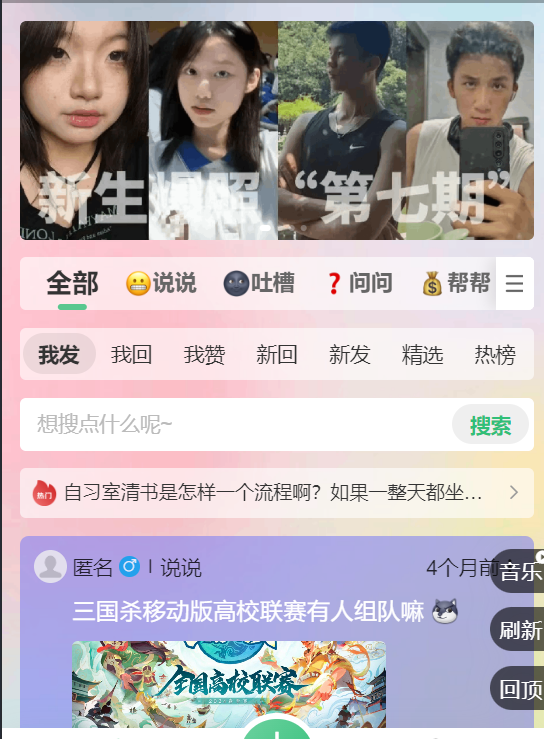 新生爆照 “第七期”
全部 😬说说 🌚吐槽 ❓问问 💰帮帮
我发 我回 我赞 新回 新发 精选 热榜
想搜点什么呢~ 搜索
热门 自习室清书是怎样一个流程啊？如果一整天都坐...
匿名 | 说说 4个月前
音乐
三国杀移动版高校联赛有人组队嘛
刷新
全国高校联赛
回顶